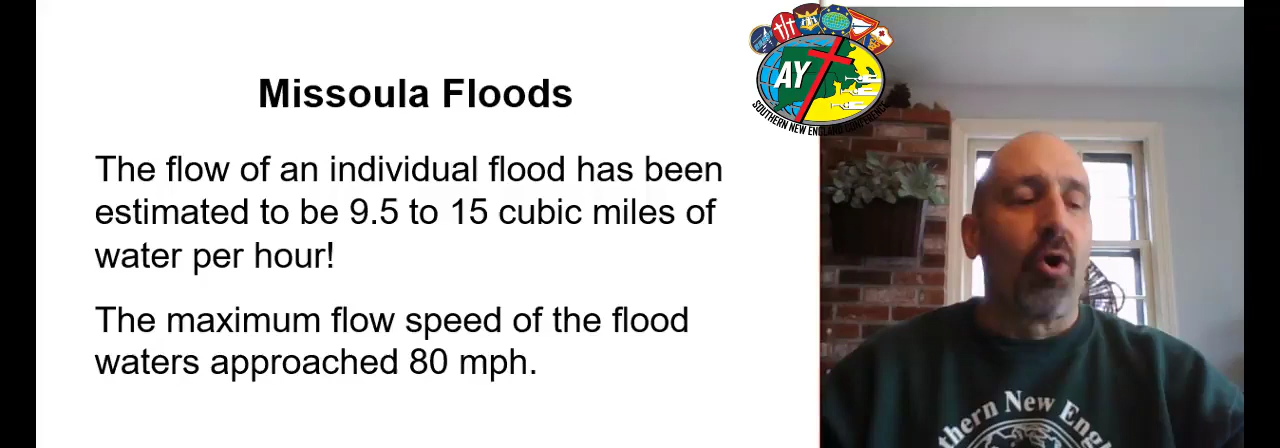 Missoula Floods
The flow of an individual flood has been
estimated to be 9.5 to 15 cubic miles of
water per hour!
The maximum flow speed of the flood
waters approached 80 mph.
AY
SOUTHERN NEW ENGLAND CONFERENCE
New